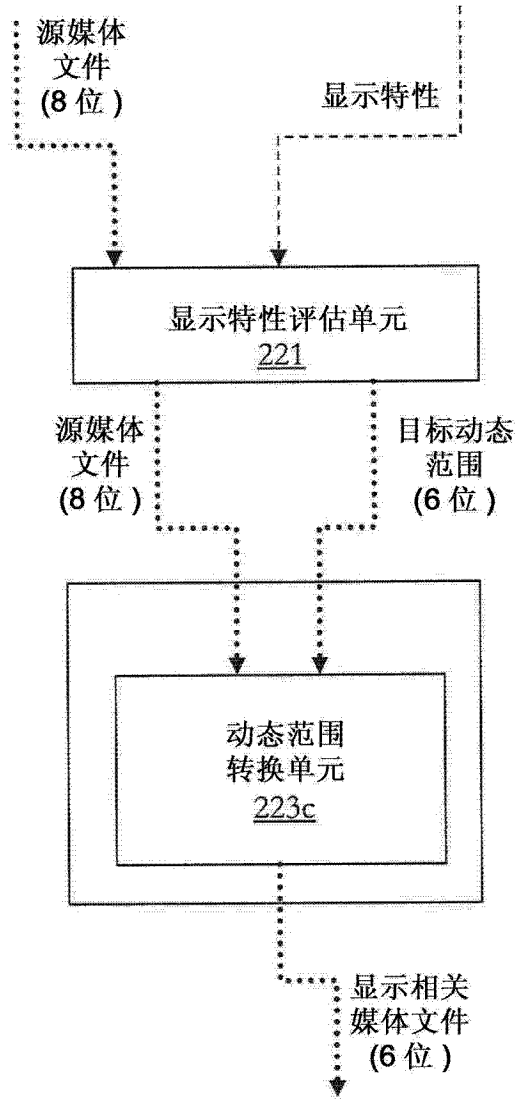 源媒体
文件
(8 位)
显示特性
显示特性评估单元
221
源媒体
文件
(8 位)
目标动态
范围
(6 位)
动态范围
转换单元
223c
显示相关
媒体文件
(6 位)